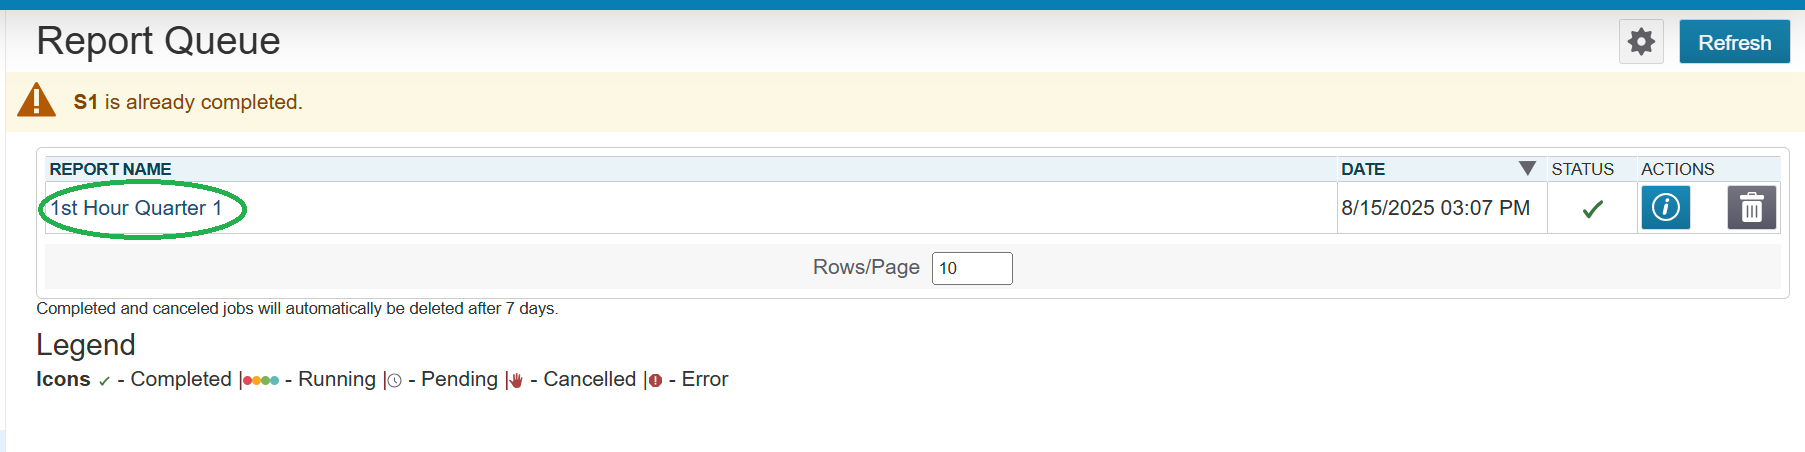 Report Queue
Refresh
S1 is already completed.
REPORT NAME DATE STATUS ACTIONS
1st Hour Quarter 1 8/15/2025 03:07 PM
Rows/Page 10
Completed and canceled jobs will automatically be deleted after 7 days.
Legend
Icons - Completed | - Running | - Pending | - Cancelled | - Error